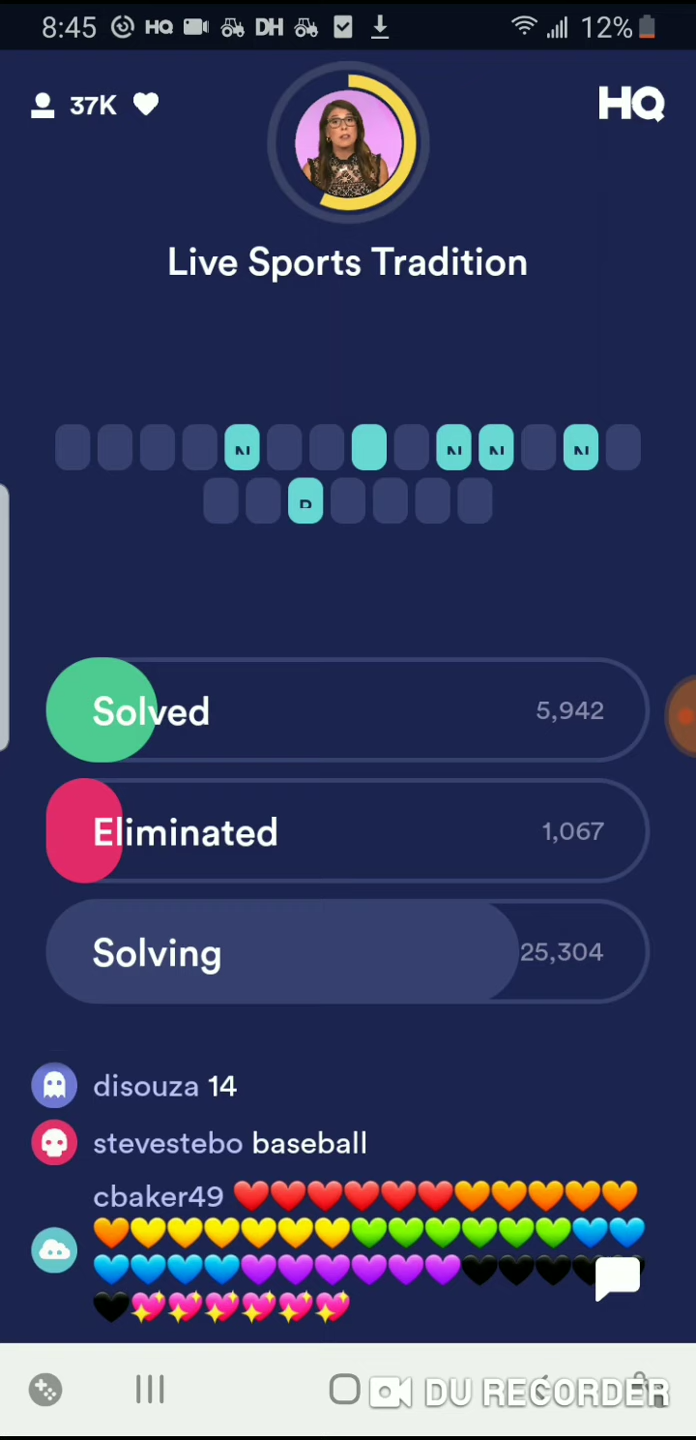 8:45 HQ DH 12%
37K HQ
Live Sports Tradition
N N N N
Solved 5,942
Eliminated 1,067
Solving 25,304
disouza 14
stevestebo baseball
cbaker49
DU RECORDER